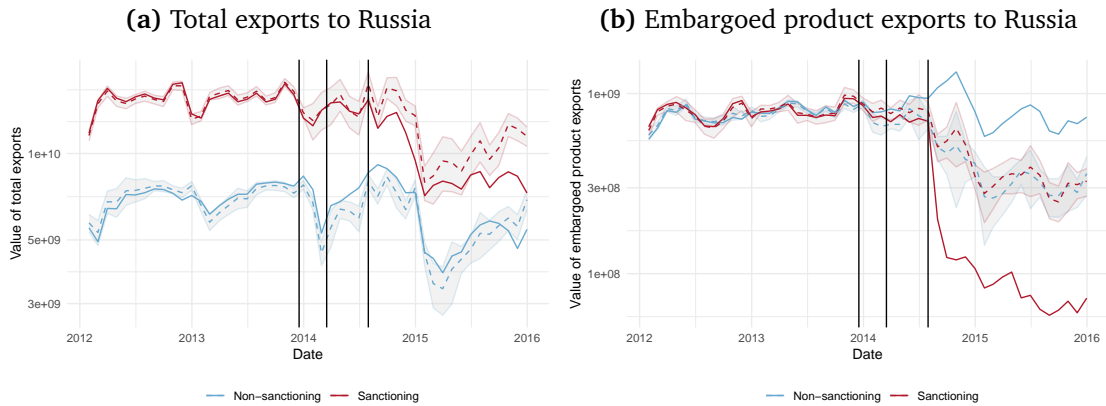 (a) Total exports to Russia
Value of total exports
1e+10
5e+09
3e+09
2012
2013
2014
2015
2016
Date
Non−sanctioning
Sanctioning
(b) Embargoed product exports to Russia
Value of embargoed product exports
1e+09
3e+08
1e+08
2012
2013
2014
2015
2016
Date
Non−sanctioning
Sanctioning